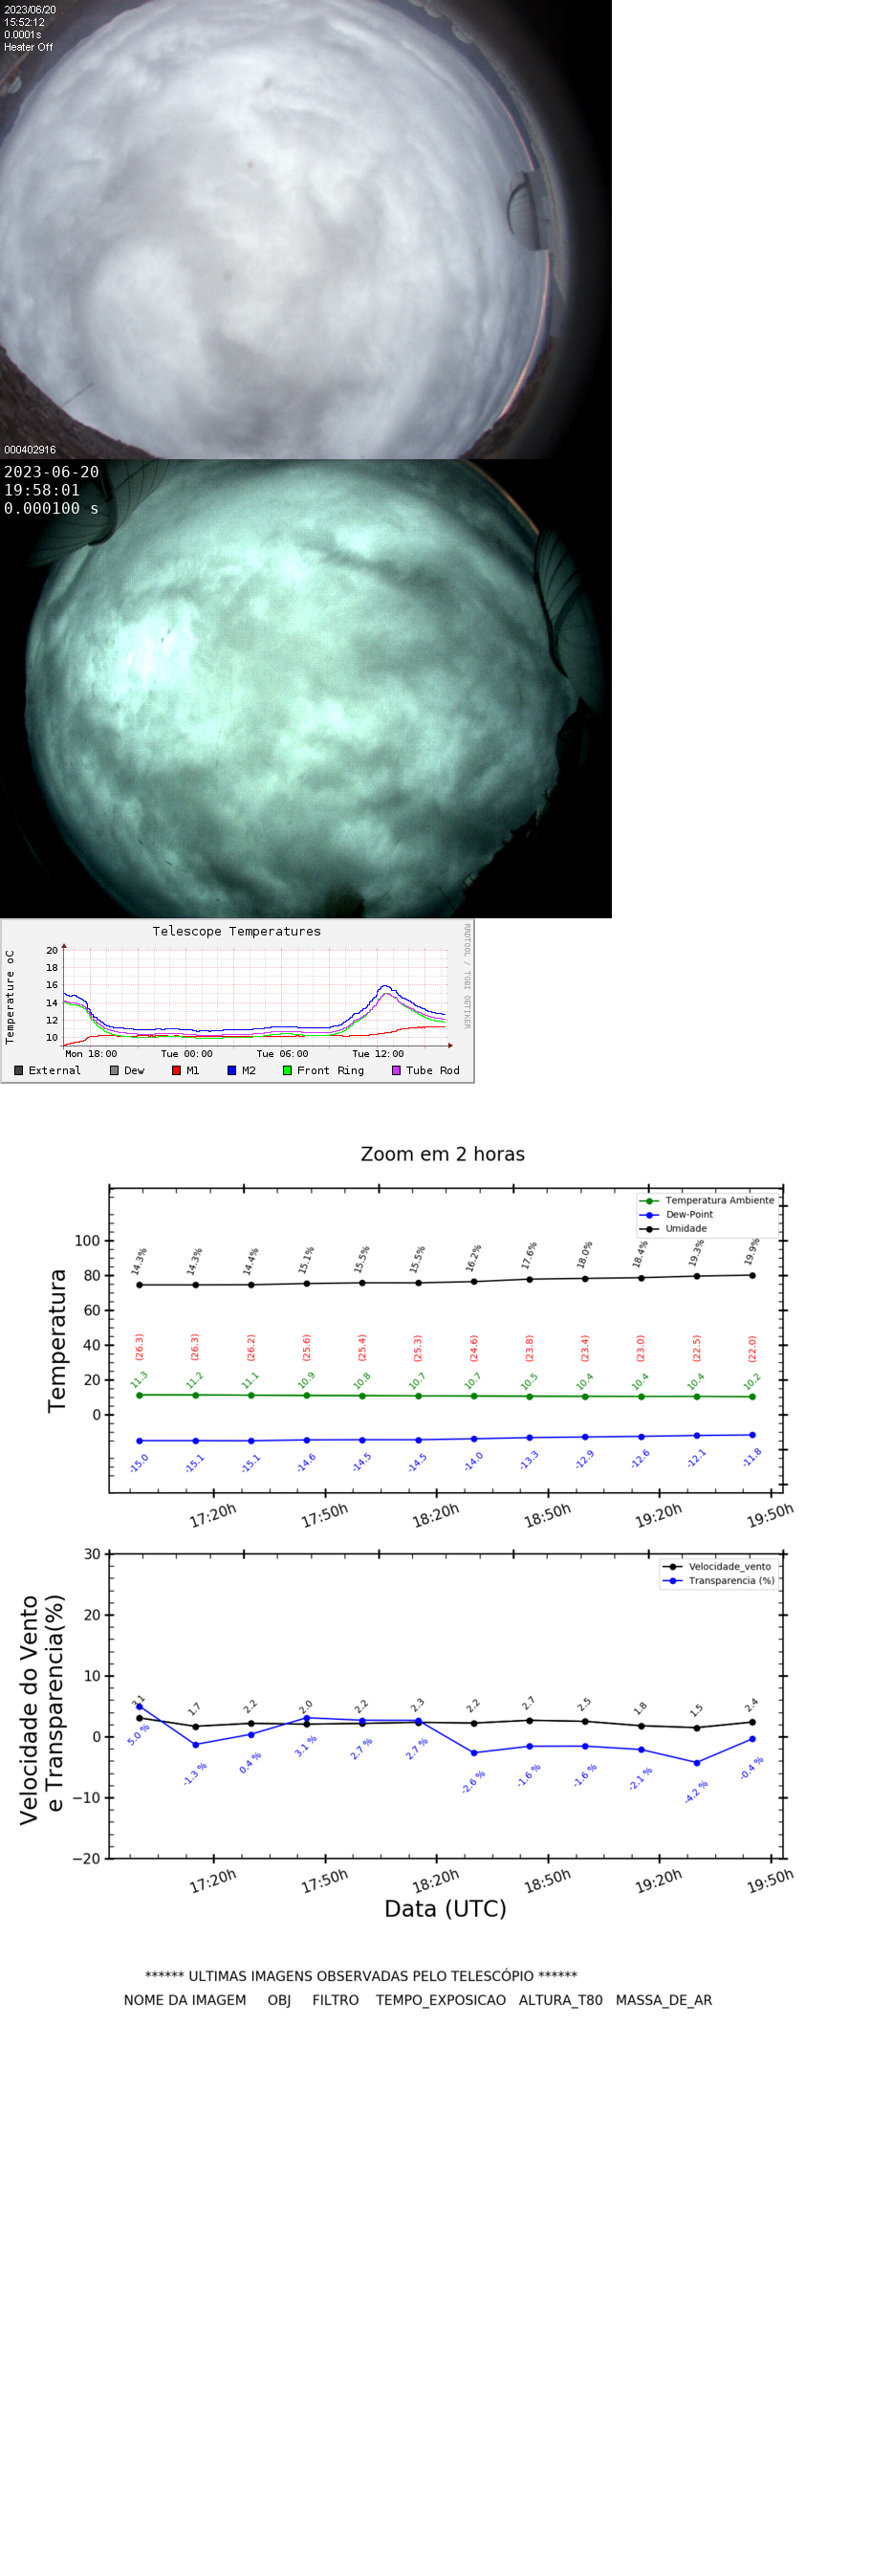 2023/06/20
15:52:12
0.0001s
Heater Off
000402916
2023-06-20
19:58:01
0.000100 s
Telescope Temperatures
RRDTOOL / TOBI OETIKER
Temperature oC
20
18
16
14
12
10
Mon 18:00 Tue 00:00 Tue 06:00 Tue 12:00
External Dew M1 M2 Front Ring Tube Rod
Zoom em 2 horas
Temperatura Ambiente
Dew-Point
Umidade
Temperatura
100
80
60
40
20
0
14.3% 14.3% 14.4% 15.1% 15.5% 15.5% 16.2% 17.6% 18.0% 18.4% 19.3% 19.9%
(26.3) (26.3) (26.2) (25.6) (25.4) (25.3) (24.6) (23.8) (23.4) (23.0) (22.5) (22.0)
11.3 11.2 11.1 10.9 10.8 10.7 10.7 10.5 10.4 10.4 10.4 10.2
-15.0 -15.1 -15.1 -14.6 -14.5 -14.5 -14.0 -13.3 -12.9 -12.6 -12.1 -11.8
17:20h 17:50h 18:20h 18:50h 19:20h 19:50h
Velocidade_vento
Transparencia (%)
Velocidade do Vento
e Transparencia(%)
30
20
10
0
−10
−20
3.1 1.7 2.2 2.0 2.2 2.3 2.2 2.7 2.5 1.8 1.5 2.4
5.0 % -1.3 % 0.4 % 3.1 % 2.7 % 2.7 % -2.6 % -1.6 % -1.6 % -2.1 % -4.2 % -0.4 %
17:20h 17:50h 18:20h 18:50h 19:20h 19:50h
Data (UTC)
****** ULTIMAS IMAGENS OBSERVADAS PELO TELESCÓPIO ******
NOME DA IMAGEM OBJ FILTRO TEMPO_EXPOSICAO ALTURA_T80 MASSA_DE_AR